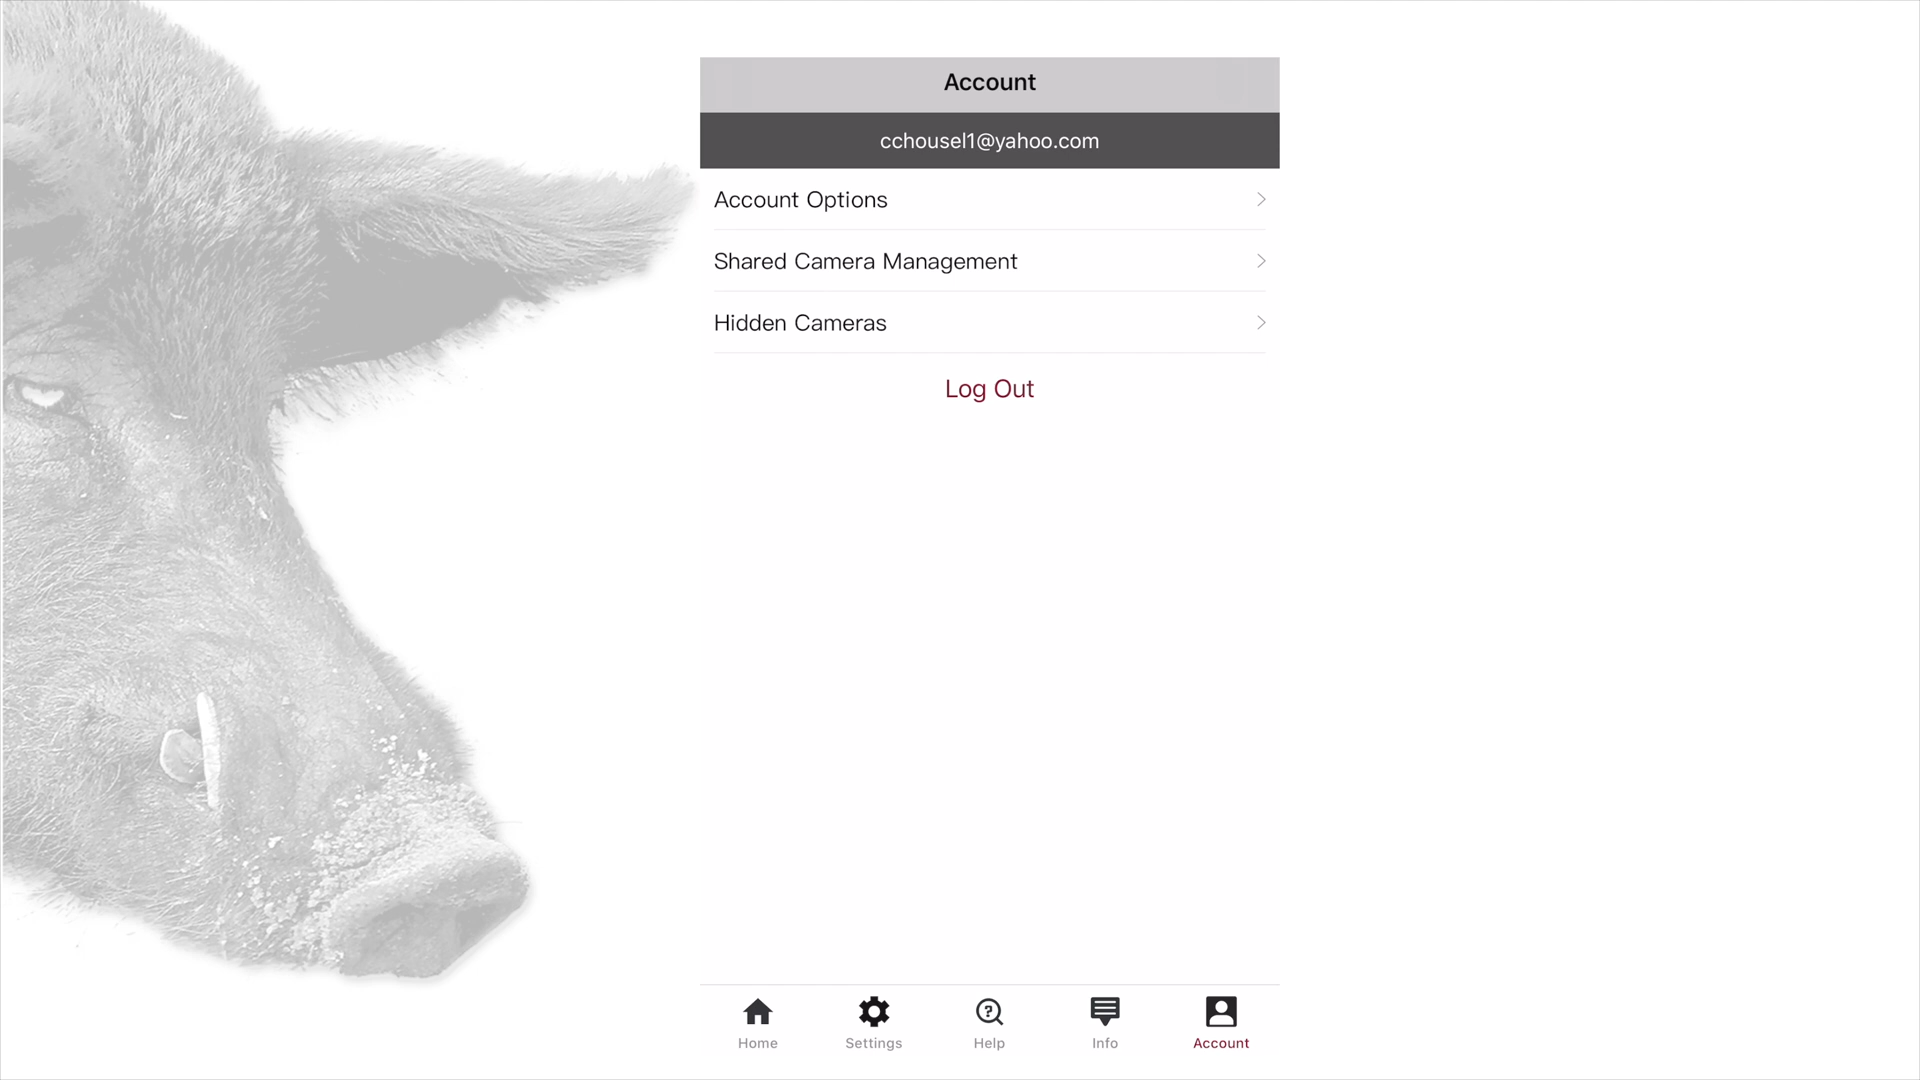 Account
cchousel1@yahoo.com
Account Options
Shared Camera Management
Hidden Cameras
Log Out
Home
Settings
Help
Info
Account